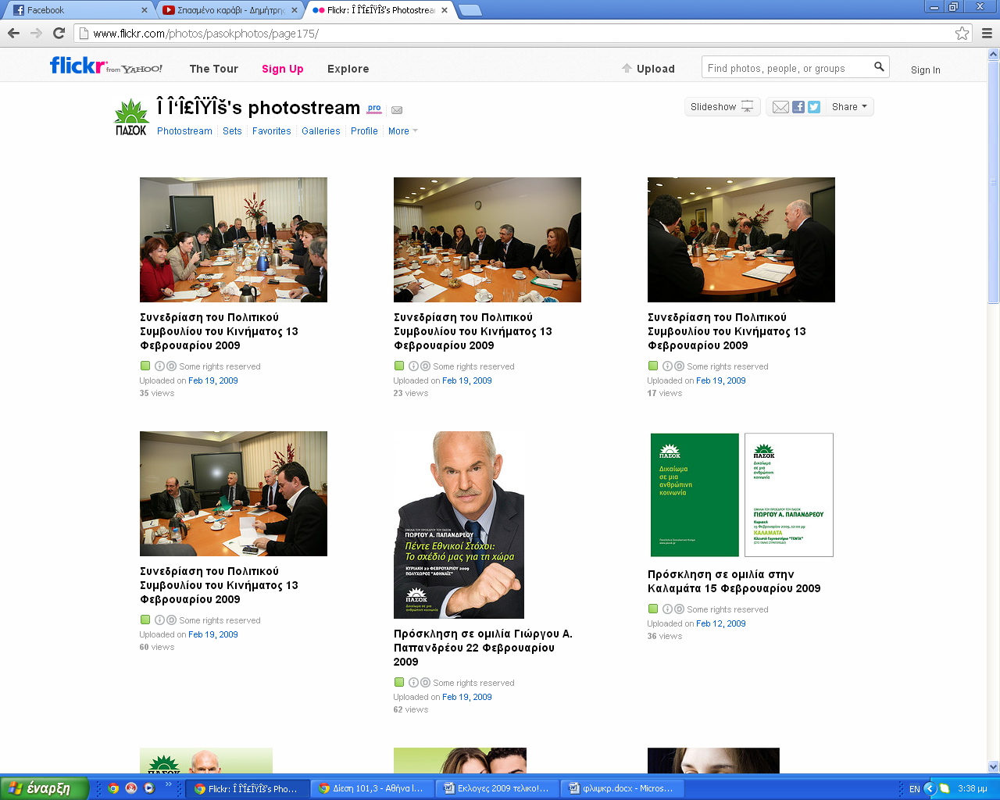 Facebook
Σπασμένο καράβι - Δημήτρης
Flickr: Î Î'Î£ÎŸÎš's Photostream
www.flickr.com/photos/pasokphotos/page175/
flickr from YAHOO! The Tour Sign Up Explore Upload Find photos, people, or groups Sign In
Î Î‘Î£ÎŸÎš's photostream pro
Slideshow Share
ΠΑΣΟΚ
Photostream Sets Favorites Galleries Profile More
Συνεδρίαση του Πολιτικού
Συμβουλίου του Κινήματος 13
Φεβρουαρίου 2009
Some rights reserved
Uploaded on Feb 19, 2009
35 views
Συνεδρίαση του Πολιτικού
Συμβουλίου του Κινήματος 13
Φεβρουαρίου 2009
Some rights reserved
Uploaded on Feb 19, 2009
23 views
Συνεδρίαση του Πολιτικού
Συμβουλίου του Κινήματος 13
Φεβρουαρίου 2009
Some rights reserved
Uploaded on Feb 19, 2009
17 views
Συνεδρίαση του Πολιτικού
Συμβουλίου του Κινήματος 13
Φεβρουαρίου 2009
Some rights reserved
Uploaded on Feb 19, 2009
60 views
ΟΜΙΛΙΑ ΤΟΥ ΠΡΟΕΔΡΟΥ ΤΟΥ ΠΑΣΟΚ
ΓΙΩΡΓΟΥ Α. ΠΑΠΑΝΔΡΕΟΥ
Πέντε Εθνικοί Στόχοι:
Το σχέδιό μας για τη χώρα
ΚΥΡΙΑΚΗ 22 ΦΕΒΡΟΥΑΡΙΟΥ 2009
ΠΟΛΥΧΩΡΟΣ "ΑΘΗΝΑΪΣ"
ΠΑΣΟΚ
Δικαίωμα σε μια
ανθρώπινη κοινωνία
Πρόσκληση σε ομιλία Γιώργου Α.
Παπανδρέου 22 Φεβρουαρίου
2009
Some rights reserved
Uploaded on Feb 19, 2009
62 views
ΠΑΣΟΚ
Δικαίωμα
σε μια
ανθρώπινη
κοινωνία
www.pasok.gr
ΠΑΣΟΚ
Δικαίωμα
σε μια
ανθρώπινη
κοινωνία
ΟΜΙΛΙΑ ΤΟΥ ΠΡΟΕΔΡΟΥ ΤΟΥ ΠΑΣΟΚ
ΓΙΩΡΓΟΥ Α. ΠΑΠΑΝΔΡΕΟΥ
Κυριακή
15 Φεβρουαρίου 2009, 12:00 μμ
ΚΑΛΑΜΑΤΑ
Κλειστό Γυμναστήριο "ΤΕΝΤΑ"
Πρόσκληση σε ομιλία στην
Καλαμάτα 15 Φεβρουαρίου 2009
Some rights reserved
Uploaded on Feb 12, 2009
36 views
έναρξη
Flickr: Î Î'Î£ÎŸÎš's Pho...
Δίεση 101,3 - Αθήνα l...
Εκλογες 2009 τελικο!...
φλιψκρ.docx - Micros...
EN
3:38 μμ